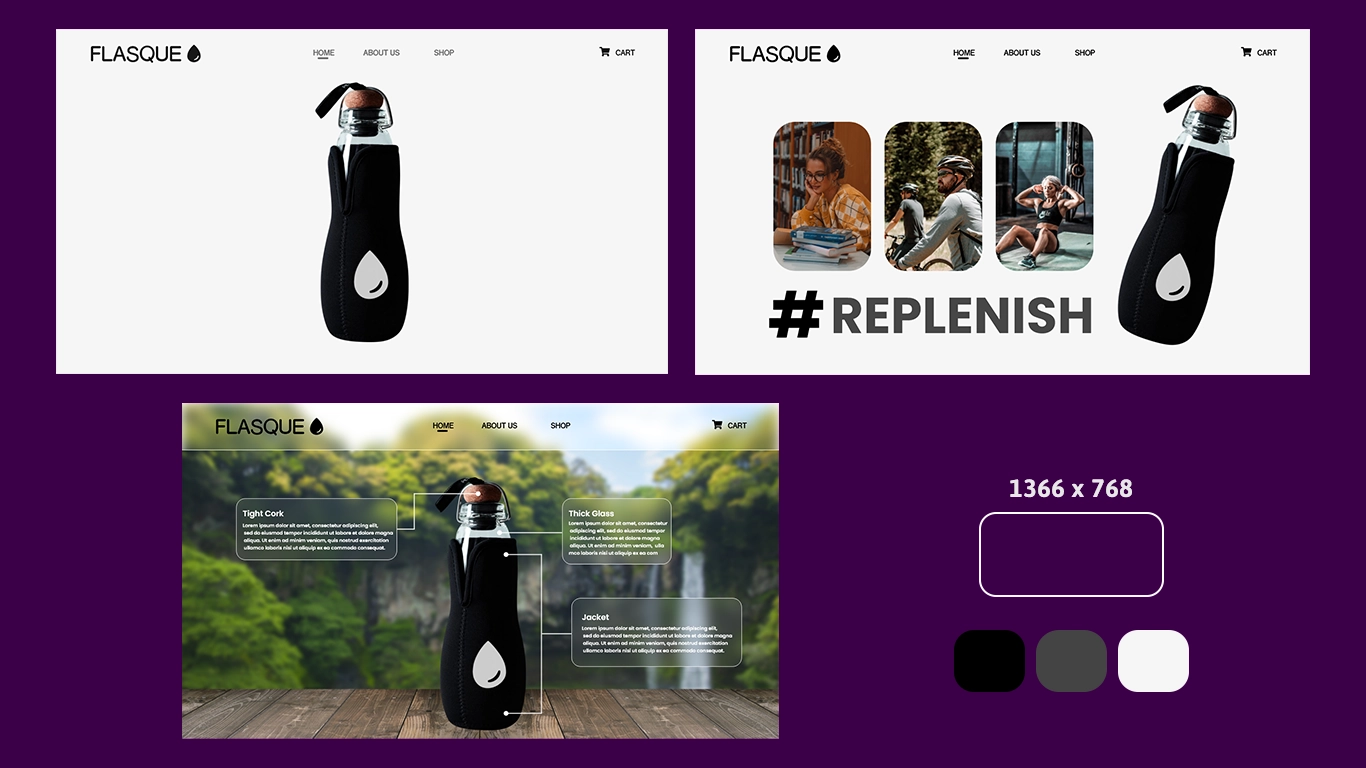 FLASQUE
HOME
ABOUT US
SHOP
CART
FLASQUE
HOME
ABOUT US
SHOP
CART
#REPLENISH
FLASQUE
HOME
ABOUT US
SHOP
CART
Tight Cork
Lorem ipsum dolor sit amet, consectetur adipiscing elit,
sed do eiusmod tempor incididunt ut labore et dolore magna
aliqua. Ut enim ad minim veniam, quis nostrud exercitation
ullamco laboris nisi ut aliquip ex ea commodo consequat.
Thick Glass
Lorem ipsum dolor sit amet, consectetur
adipiscing elit, sed do eiusmod tempor
incididunt ut labore et dolore magna
aliqua. Ut enim ad minim veniam, ulla
mco laboris nisi ut aliquip ex ea com
Jacket
Lorem ipsum dolor sit amet, consectetur adipiscing elit,
sed do eiusmod tempor incididunt ut labore et dolore magna
aliqua. Ut enim ad minim veniam, quis nostrud exercitation
ullamco laboris nisi ut aliquip ex ea commodo consequat.
1366 x 768